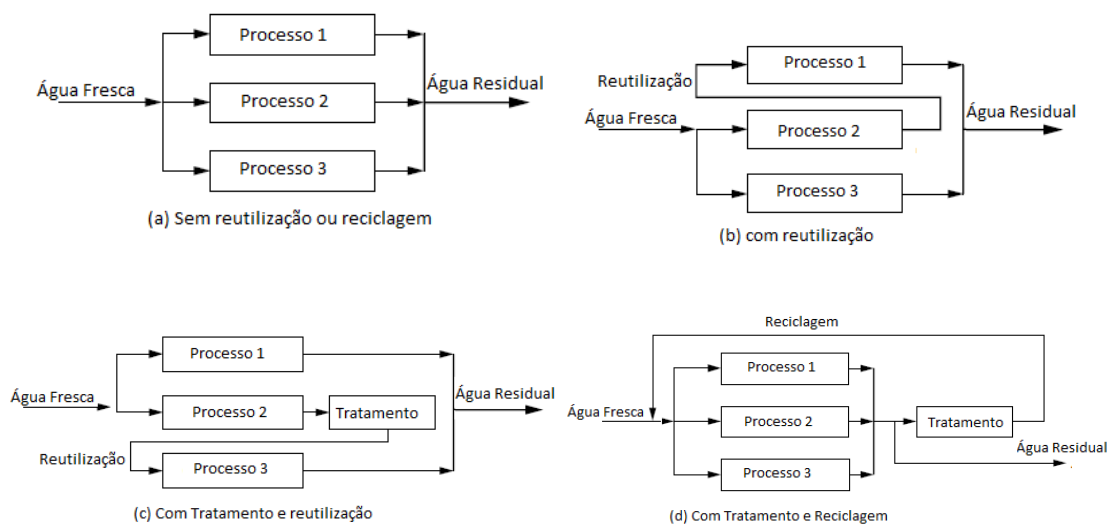 Processo 1
Água Fresca
Processo 2
Água Residual
Processo 3
(a) Sem reutilização ou reciclagem
Processo 1
Reutilização
Água Fresca
Processo 2
Água Residual
Processo 3
(b) com reutilização
Processo 1
Água Fresca
Processo 2
Tratamento
Água Residual
Reutilização
Processo 3
(c) Com Tratamento e reutilização
Reciclagem
Processo 1
Água Fresca
Processo 2
Tratamento
Água Residual
Processo 3
(d) Com Tratamento e Reciclagem